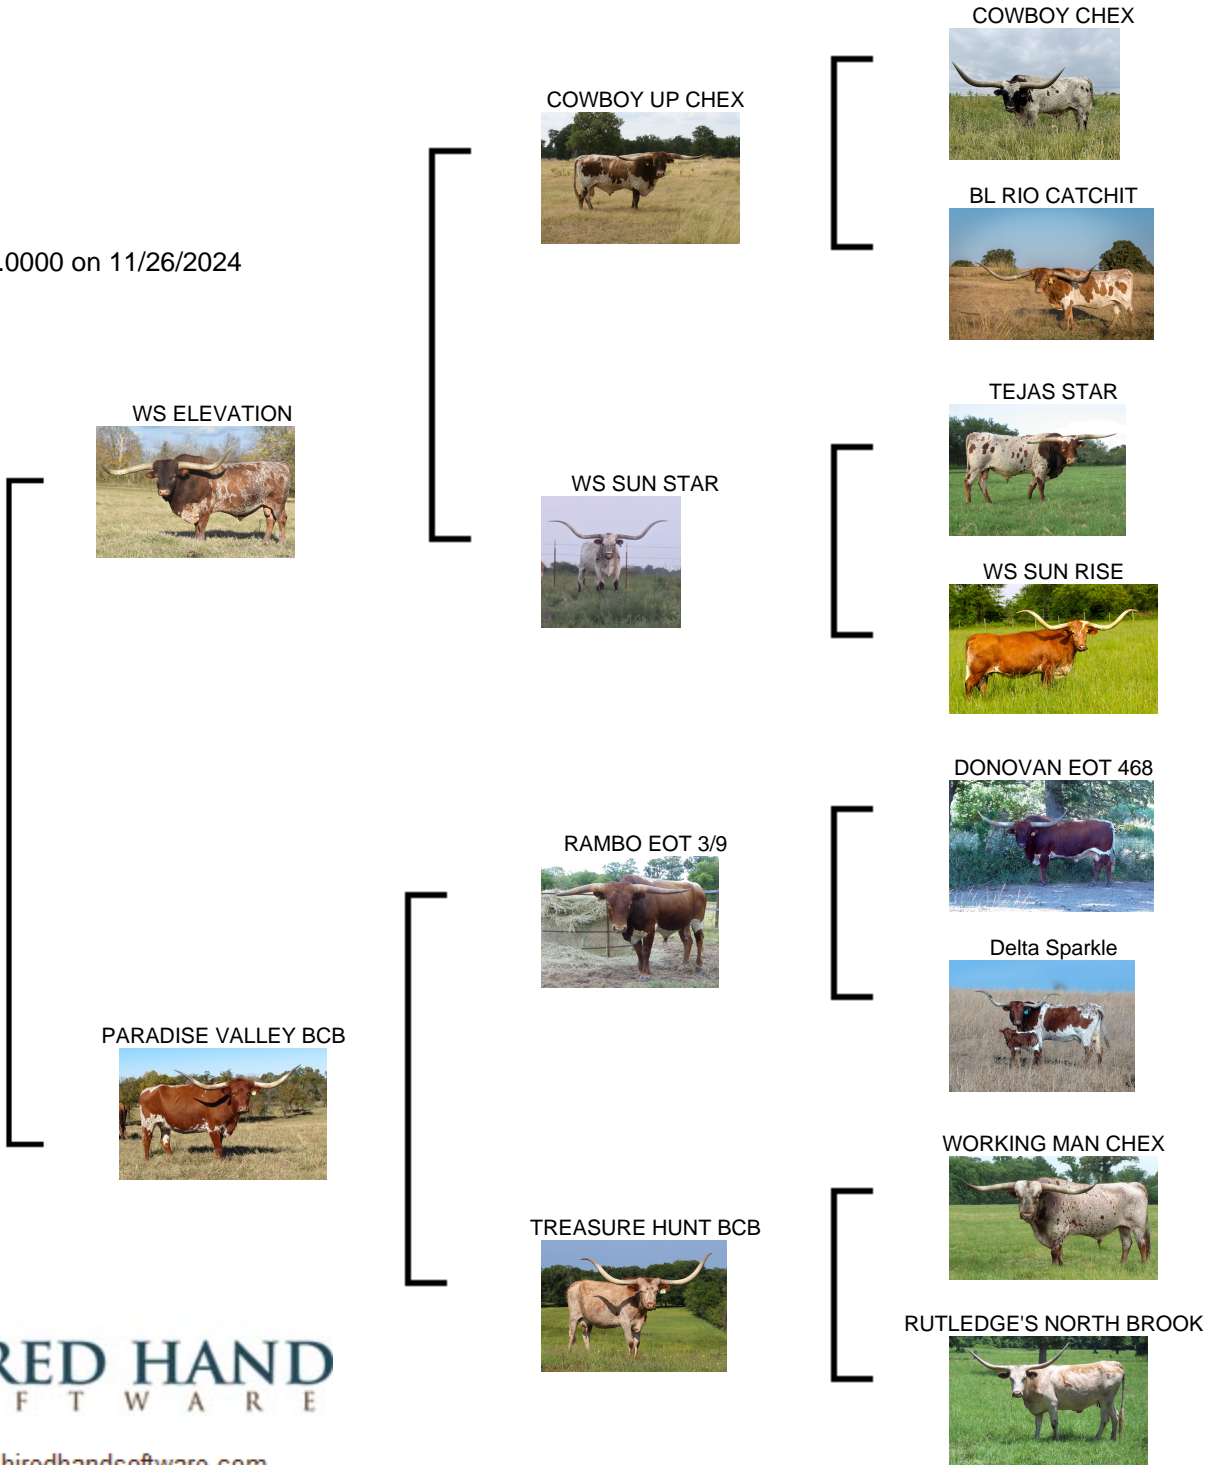 COWBOY CHEX
COWBOY UP CHEX
BL RIO CATCHIT
.0000 on 11/26/2024
TEJAS STAR
WS ELEVATION
WS SUN STAR
WS SUN RISE
DONOVAN EOT 468
RAMBO EOT 3/9
Delta Sparkle
PARADISE VALLEY BCB
WORKING MAN CHEX
TREASURE HUNT BCB
RUTLEDGE'S NORTH BROOK
RED HAND
F T W A R E
hiredhandsoftware.com